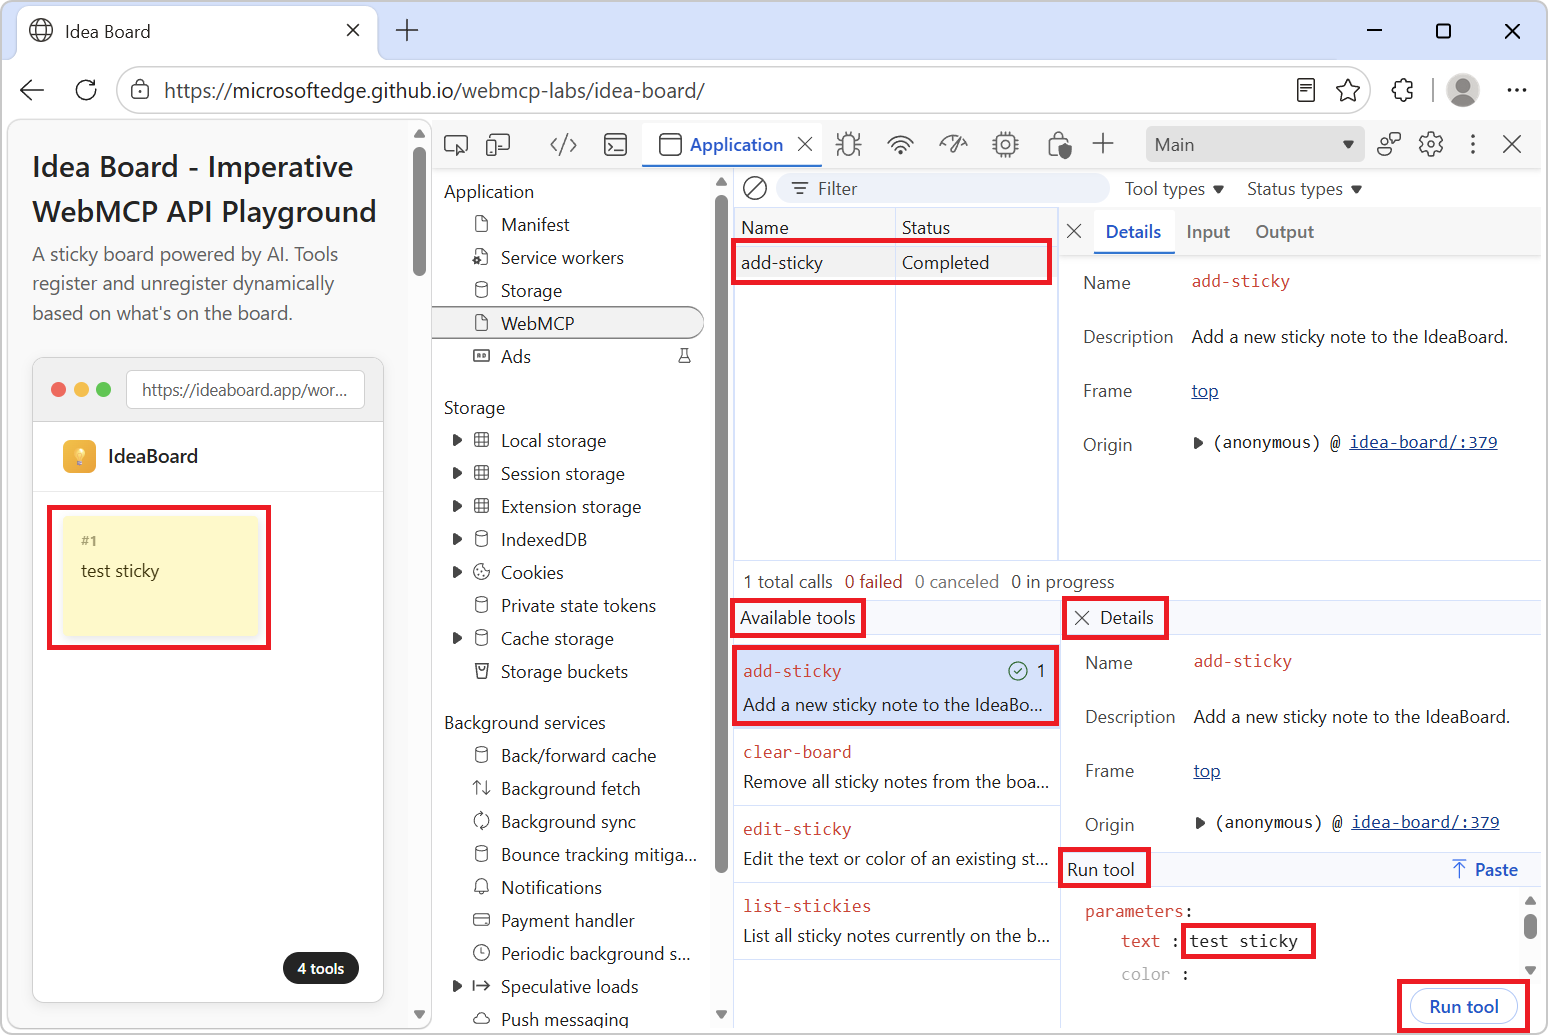 Idea Board
https://microsoftedge.github.io/webmcp-labs/idea-board/
Idea Board - Imperative
WebMCP API Playground
A sticky board powered by AI. Tools
register and unregister dynamically
based on what's on the board.
https://ideaboard.app/wor...
IdeaBoard
#1
test sticky
4 tools
Application
Main
Application
Manifest
Service workers
Storage
WebMCP
Ads
Storage
Local storage
Session storage
Extension storage
IndexedDB
Cookies
Private state tokens
Cache storage
Storage buckets
Background services
Back/forward cache
Background fetch
Background sync
Bounce tracking mitiga...
Notifications
Payment handler
Periodic background s...
Speculative loads
Push messaging
Filter
Tool types
Status types
Name Status
add-sticky Completed
Details Input Output
Name add-sticky
Description Add a new sticky note to the IdeaBoard.
Frame top
Origin (anonymous) @ idea-board/:379
1 total calls 0 failed 0 canceled 0 in progress
Available tools
add-sticky 1
Add a new sticky note to the IdeaBo...
clear-board
Remove all sticky notes from the boa...
edit-sticky
Edit the text or color of an existing st...
list-stickies
List all sticky notes currently on the b...
Details
Name add-sticky
Description Add a new sticky note to the IdeaBoard.
Frame top
Origin (anonymous) @ idea-board/:379
Run tool Paste
parameters:
text : test sticky
color :
Run tool